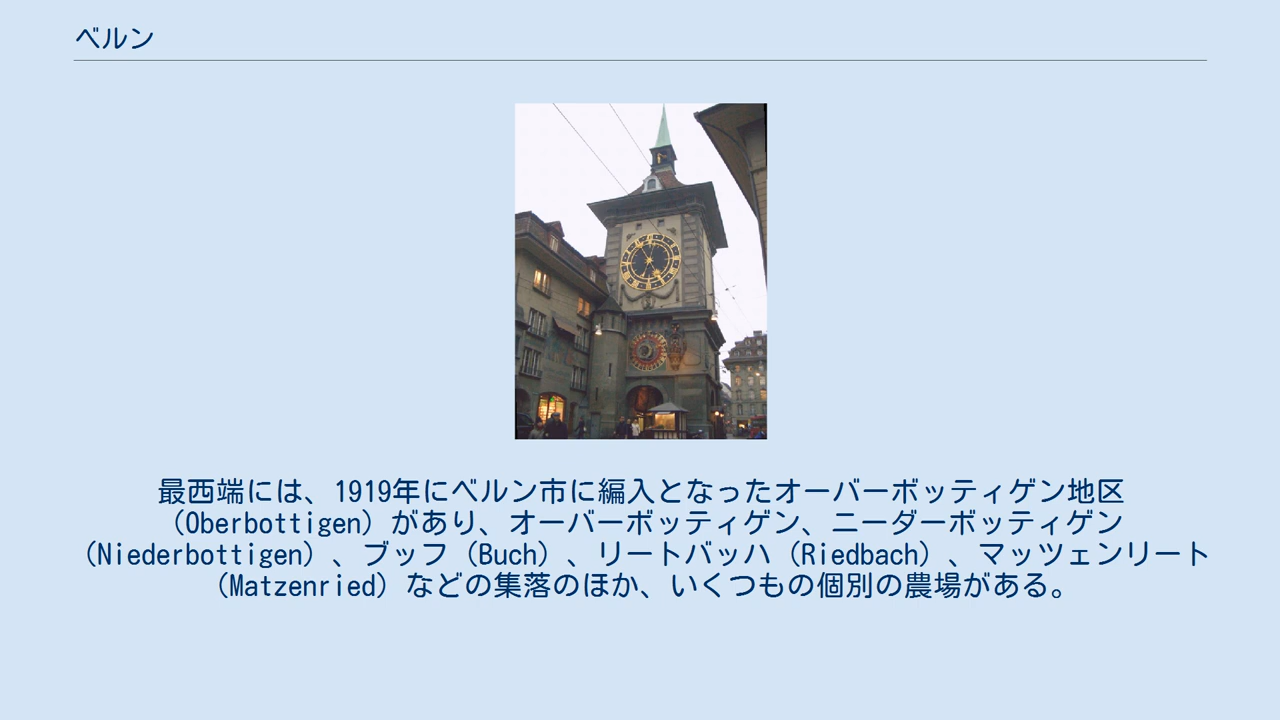 ベルン
最西端には、1919年にベルン市に編入となったオーバーボッティゲン地区
（Oberbottigen）があり、オーバーボッティゲン、ニーダーボッティゲン
（Niederbottigen）、ブッフ（Buch）、リートバッハ（Riedbach）、マッツェンリート
（Matzenried）などの集落のほか、いくつもの個別の農場がある。